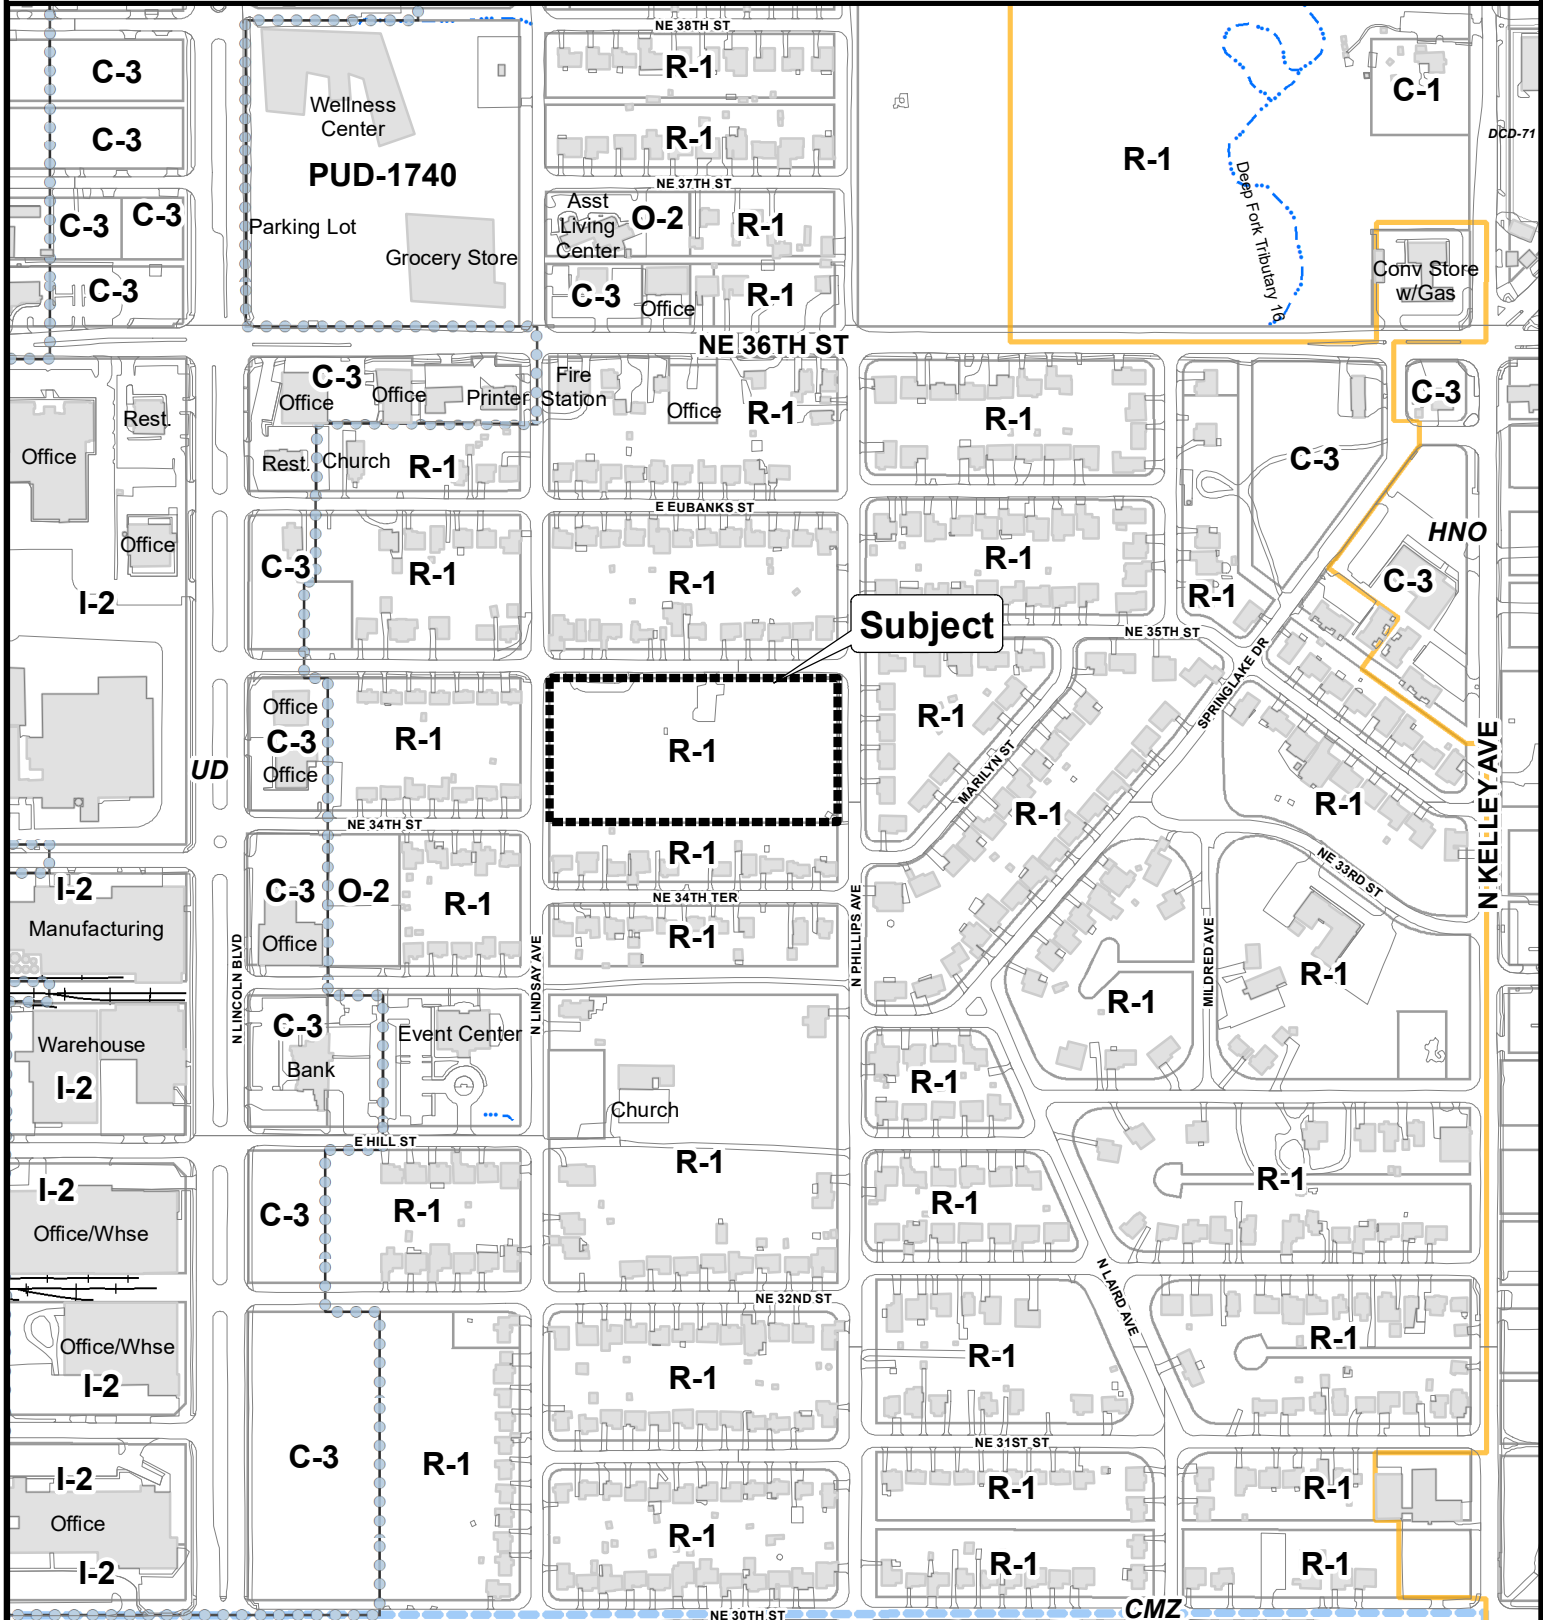 NE 38TH ST
C-3
R-1
C-1
Wellness
Center
C-3
R-1
DCD-71
R-1
PUD-1740
NE 37TH ST
Deep Fork Tributary 16
C-3
C-3
Parking Lot
Asst
Living
Center
O-2
R-1
Grocery Store
Conv Store
w/Gas
C-3
C-3
Office
R-1
NE 36TH ST
C-3
Office
Office
Printer
Fire
Station
Office
R-1
R-1
C-3
Rest.
Office
Rest.
Church
R-1
C-3
E EUBANKS ST
HNO
Office
C-3
R-1
R-1
R-1
R-1
C-3
I-2
Subject
NE 35TH ST
SPRINGLAKE DR
Office
C-3
Office
R-1
R-1
R-1
UD
MARILYN ST
R-1
R-1
N KELLEY AVE
NE 34TH ST
R-1
NE 33RD ST
I-2
C-3
O-2
R-1
NE 34TH TER
Manufacturing
Office
R-1
N LINCOLN BLVD
N LINDSAY AVE
N PHILLIPS AVE
MILDRED AVE
R-1
R-1
C-3
Event Center
Warehouse
Bank
I-2
R-1
Church
E HILL ST
R-1
R-1
I-2
C-3
R-1
R-1
Office/Whse
N LAIRD AVE
NE 32ND ST
Office/Whse
R-1
R-1
I-2
R-1
NE 31ST ST
C-3
R-1
I-2
R-1
R-1
Office
R-1
I-2
R-1
R-1
CMZ
NE 30TH ST